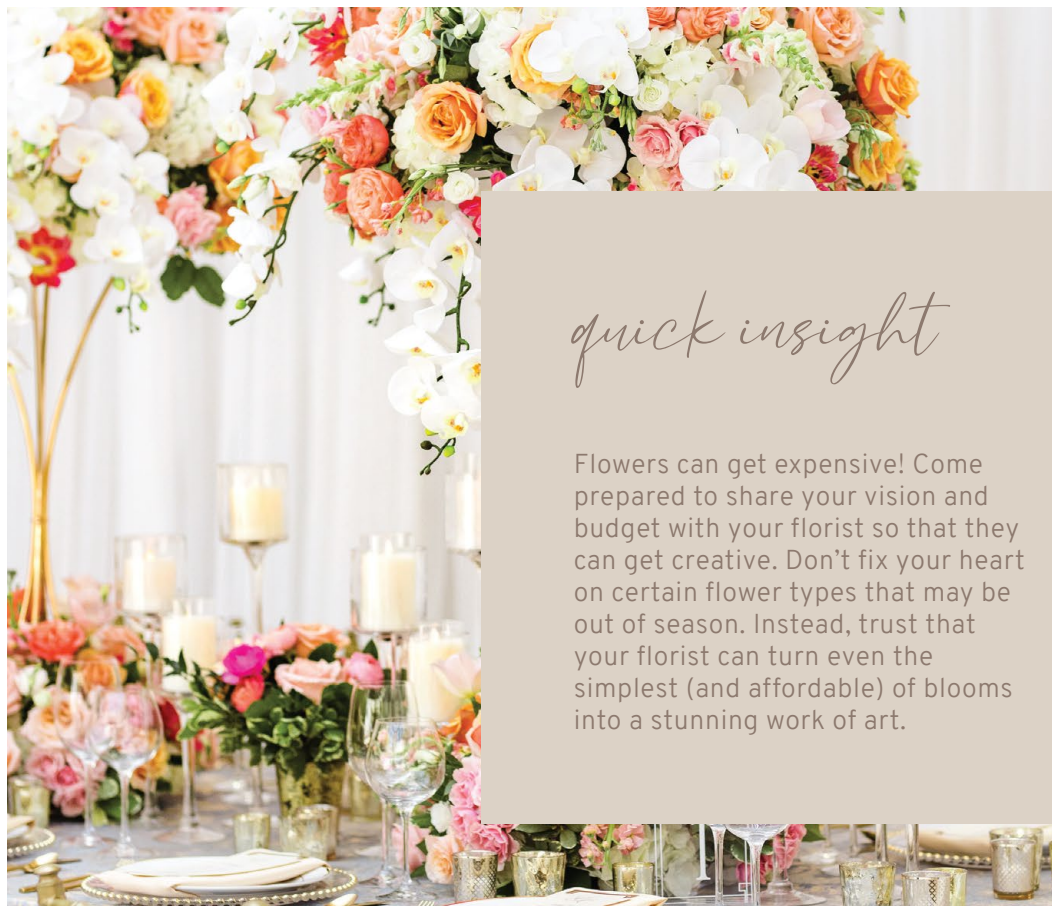 quick insight
Flowers can get expensive! Come
prepared to share your vision and
budget with your florist so that they
can get creative. Don’t fix your heart
on certain flower types that may be
out of season. Instead, trust that
your florist can turn even the
simplest (and affordable) of blooms
into a stunning work of art.